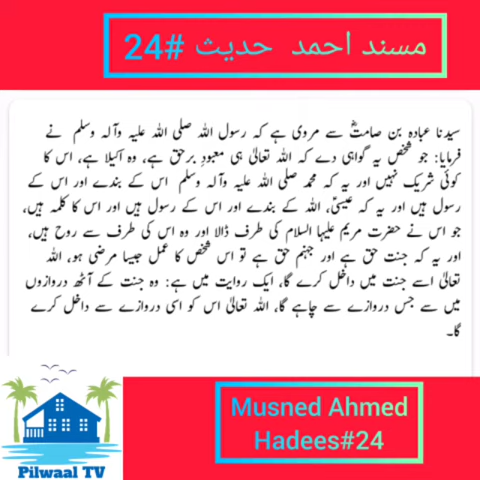 مسند احمد حدیث #24
سیدنا عبادہ بن صامتؓ سے مروی ہے کہ رسول اللہ صلی اللہ علیہ وآلہ وسلم نے
فرمایا: جو شخص یہ گواہی دے کہ اللہ تعالیٰ ہی معبودِ برحق ہے، وہ اکیلا ہے، اس کا
کوئی شریک نہیں اور یہ کہ محمد صلی اللہ علیہ وآلہ وسلم اس کے بندے اور اس کے
رسول ہیں اور یہ کہ عیسیٰؑ، اللہ کے بندے اور اس کے رسول ہیں اور اس کا کلمہ ہیں،
جو اس نے حضرت مریم علیہا السلام کی طرف ڈالا اور وہ اس کی طرف سے روح ہیں،
اور یہ کہ جنت حق ہے اور جہنم حق ہے تو اس شخص کا عمل جیسا مرضی ہو، اللہ
تعالیٰ اسے جنت میں داخل کرے گا، ایک روایت میں ہے: وہ جنت کے آٹھ دروازوں
میں سے جس دروازے سے چاہے گا، اللہ تعالیٰ اس کو اسی دروازے سے داخل کرے
گا۔
Musned Ahmed
Hadees#24
Pilwaal TV